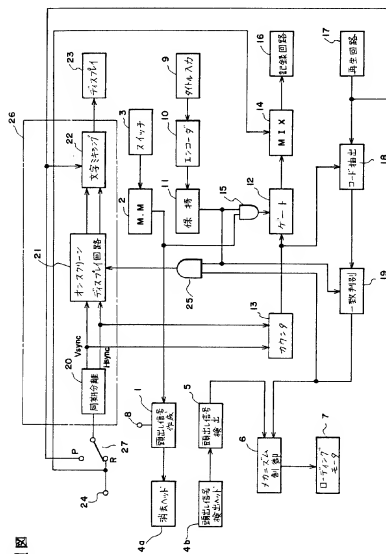 26
23
ディスプレイ
17
再生回路
22
文字ミキシング
3
スイッチ
9
タイトル入力
16
記録回路
10
エンコーダ
14
MIX
21
オンスクリーン
ディスプレイ回路
2
M.M
11
保持
15
12
ゲート
18
コード抽出
25
Vsync
Hsync
20
同期分離
13
カウンタ
19
一致判別
P
R
27
24
8
1
頭出し信号
作成
5
頭出し信号
検出
6
メカニズム
制御
7
ローディング
モータ
消去ヘッド
4a
頭出し信号
検出ヘッド
4b
図